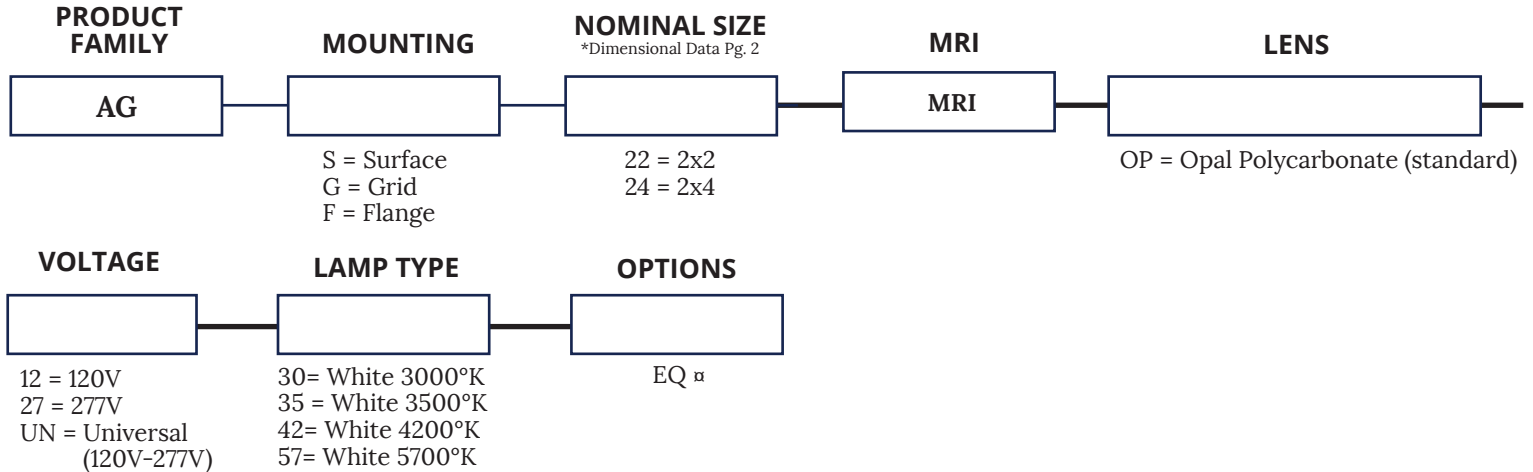 PRODUCT
FAMILY
MOUNTING
NOMINAL SIZE
*Dimensional Data Pg. 2
MRI
LENS
AG
MRI
S = Surface
G = Grid
F = Flange
22 = 2x2
24 = 2x4
OP = Opal Polycarbonate (standard)
VOLTAGE
LAMP TYPE
OPTIONS
12 = 120V
27 = 277V
UN = Universal
(120V-277V)
30= White 3000°K
35 = White 3500°K
42= White 4200°K
57= White 5700°K
EQ ¤